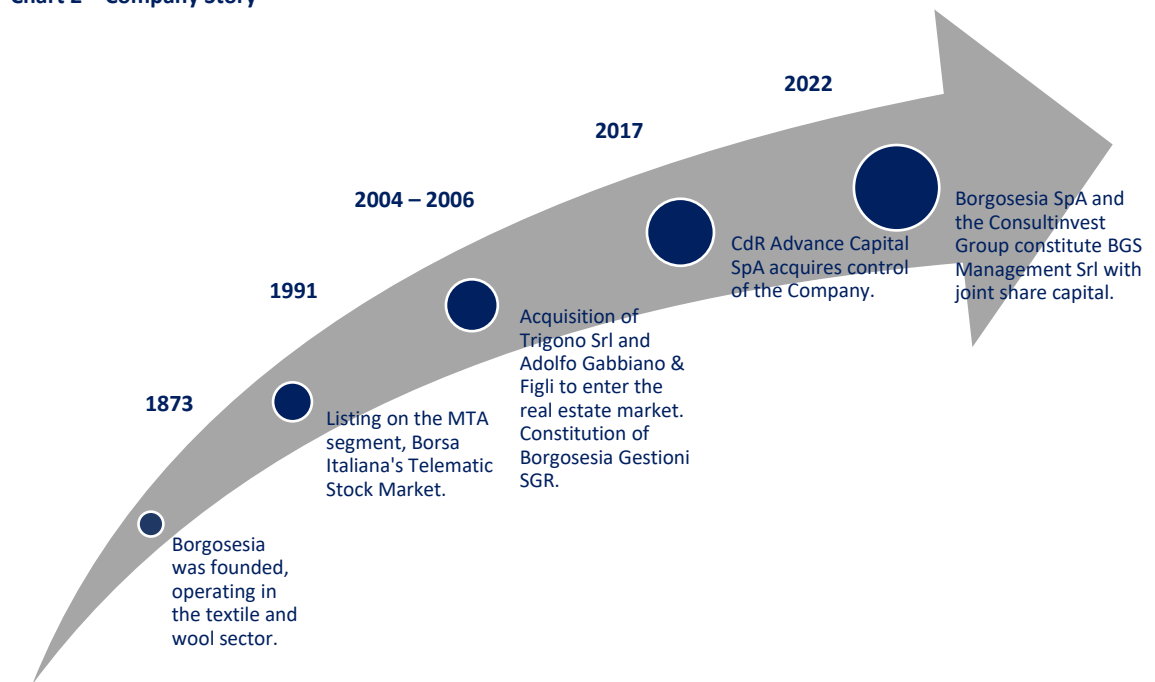 Chart 2 – Company Story
1873
Borgosesia
was founded,
operating in
the textile and
wool sector.
1991
Listing on the MTA
segment, Borsa
Italiana's Telematic
Stock Market.
2004 – 2006
Acquisition of
Trigono Srl and
Adolfo Gabbiano &
Figli to enter the
real estate market.
Constitution of
Borgosesia Gestioni
SGR.
2017
CdR Advance Capital
SpA acquires control
of the Company.
2022
Borgosesia SpA and
the Consultinvest
Group constitute BGS
Management Srl with
joint share capital.